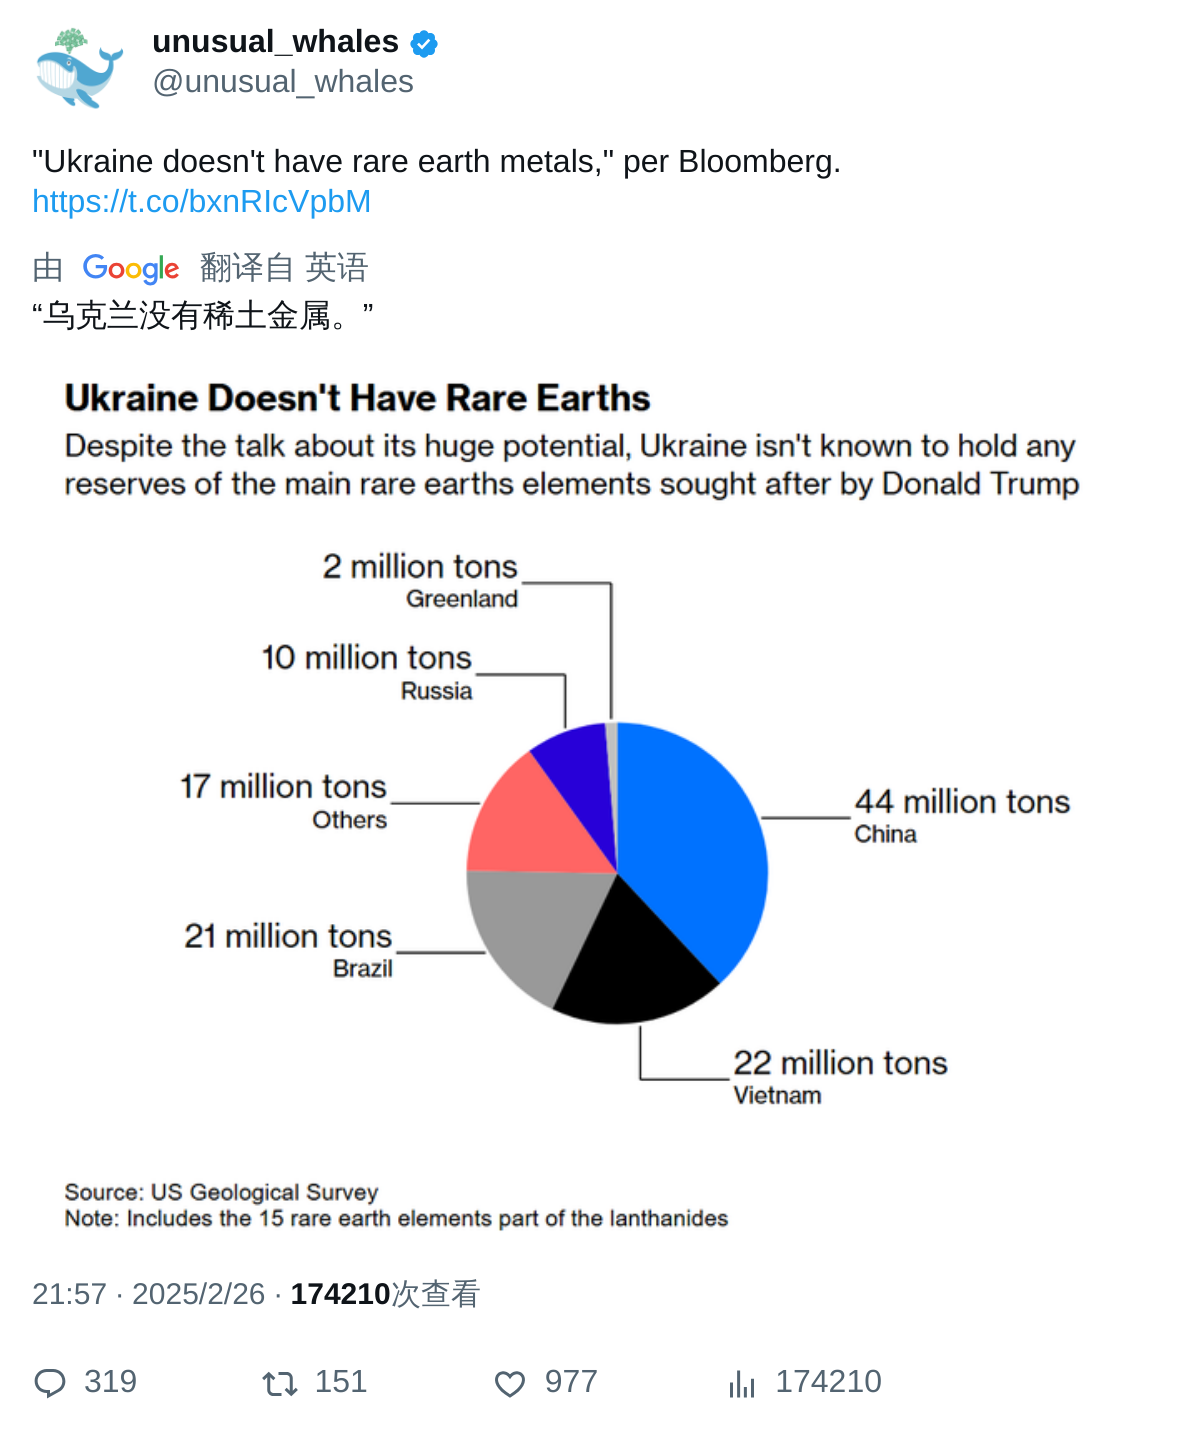 unusual_whales
@unusual_whales
"Ukraine doesn't have rare earth metals," per Bloomberg.
https://t.co/bxnRIcVpbM
由 Google 翻译自 英语
“乌克兰没有稀土金属。”
Ukraine Doesn't Have Rare Earths
Despite the talk about its huge potential, Ukraine isn't known to hold any
reserves of the main rare earths elements sought after by Donald Trump
2 million tons
Greenland
10 million tons
Russia
17 million tons
Others
44 million tons
China
21 million tons
Brazil
22 million tons
Vietnam
Source: US Geological Survey
Note: Includes the 15 rare earth elements part of the lanthanides
21:57 · 2025/2/26 · 174210次查看
319 151 977 174210